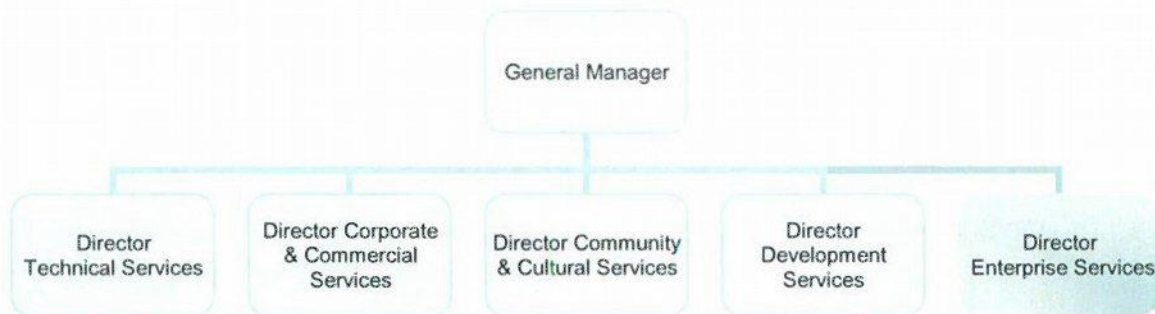 General Manager
Director
Technical Services
Director Corporate
& Commercial
Services
Director Community
& Cultural Services
Director
Development
Services
Director
Enterprise Services